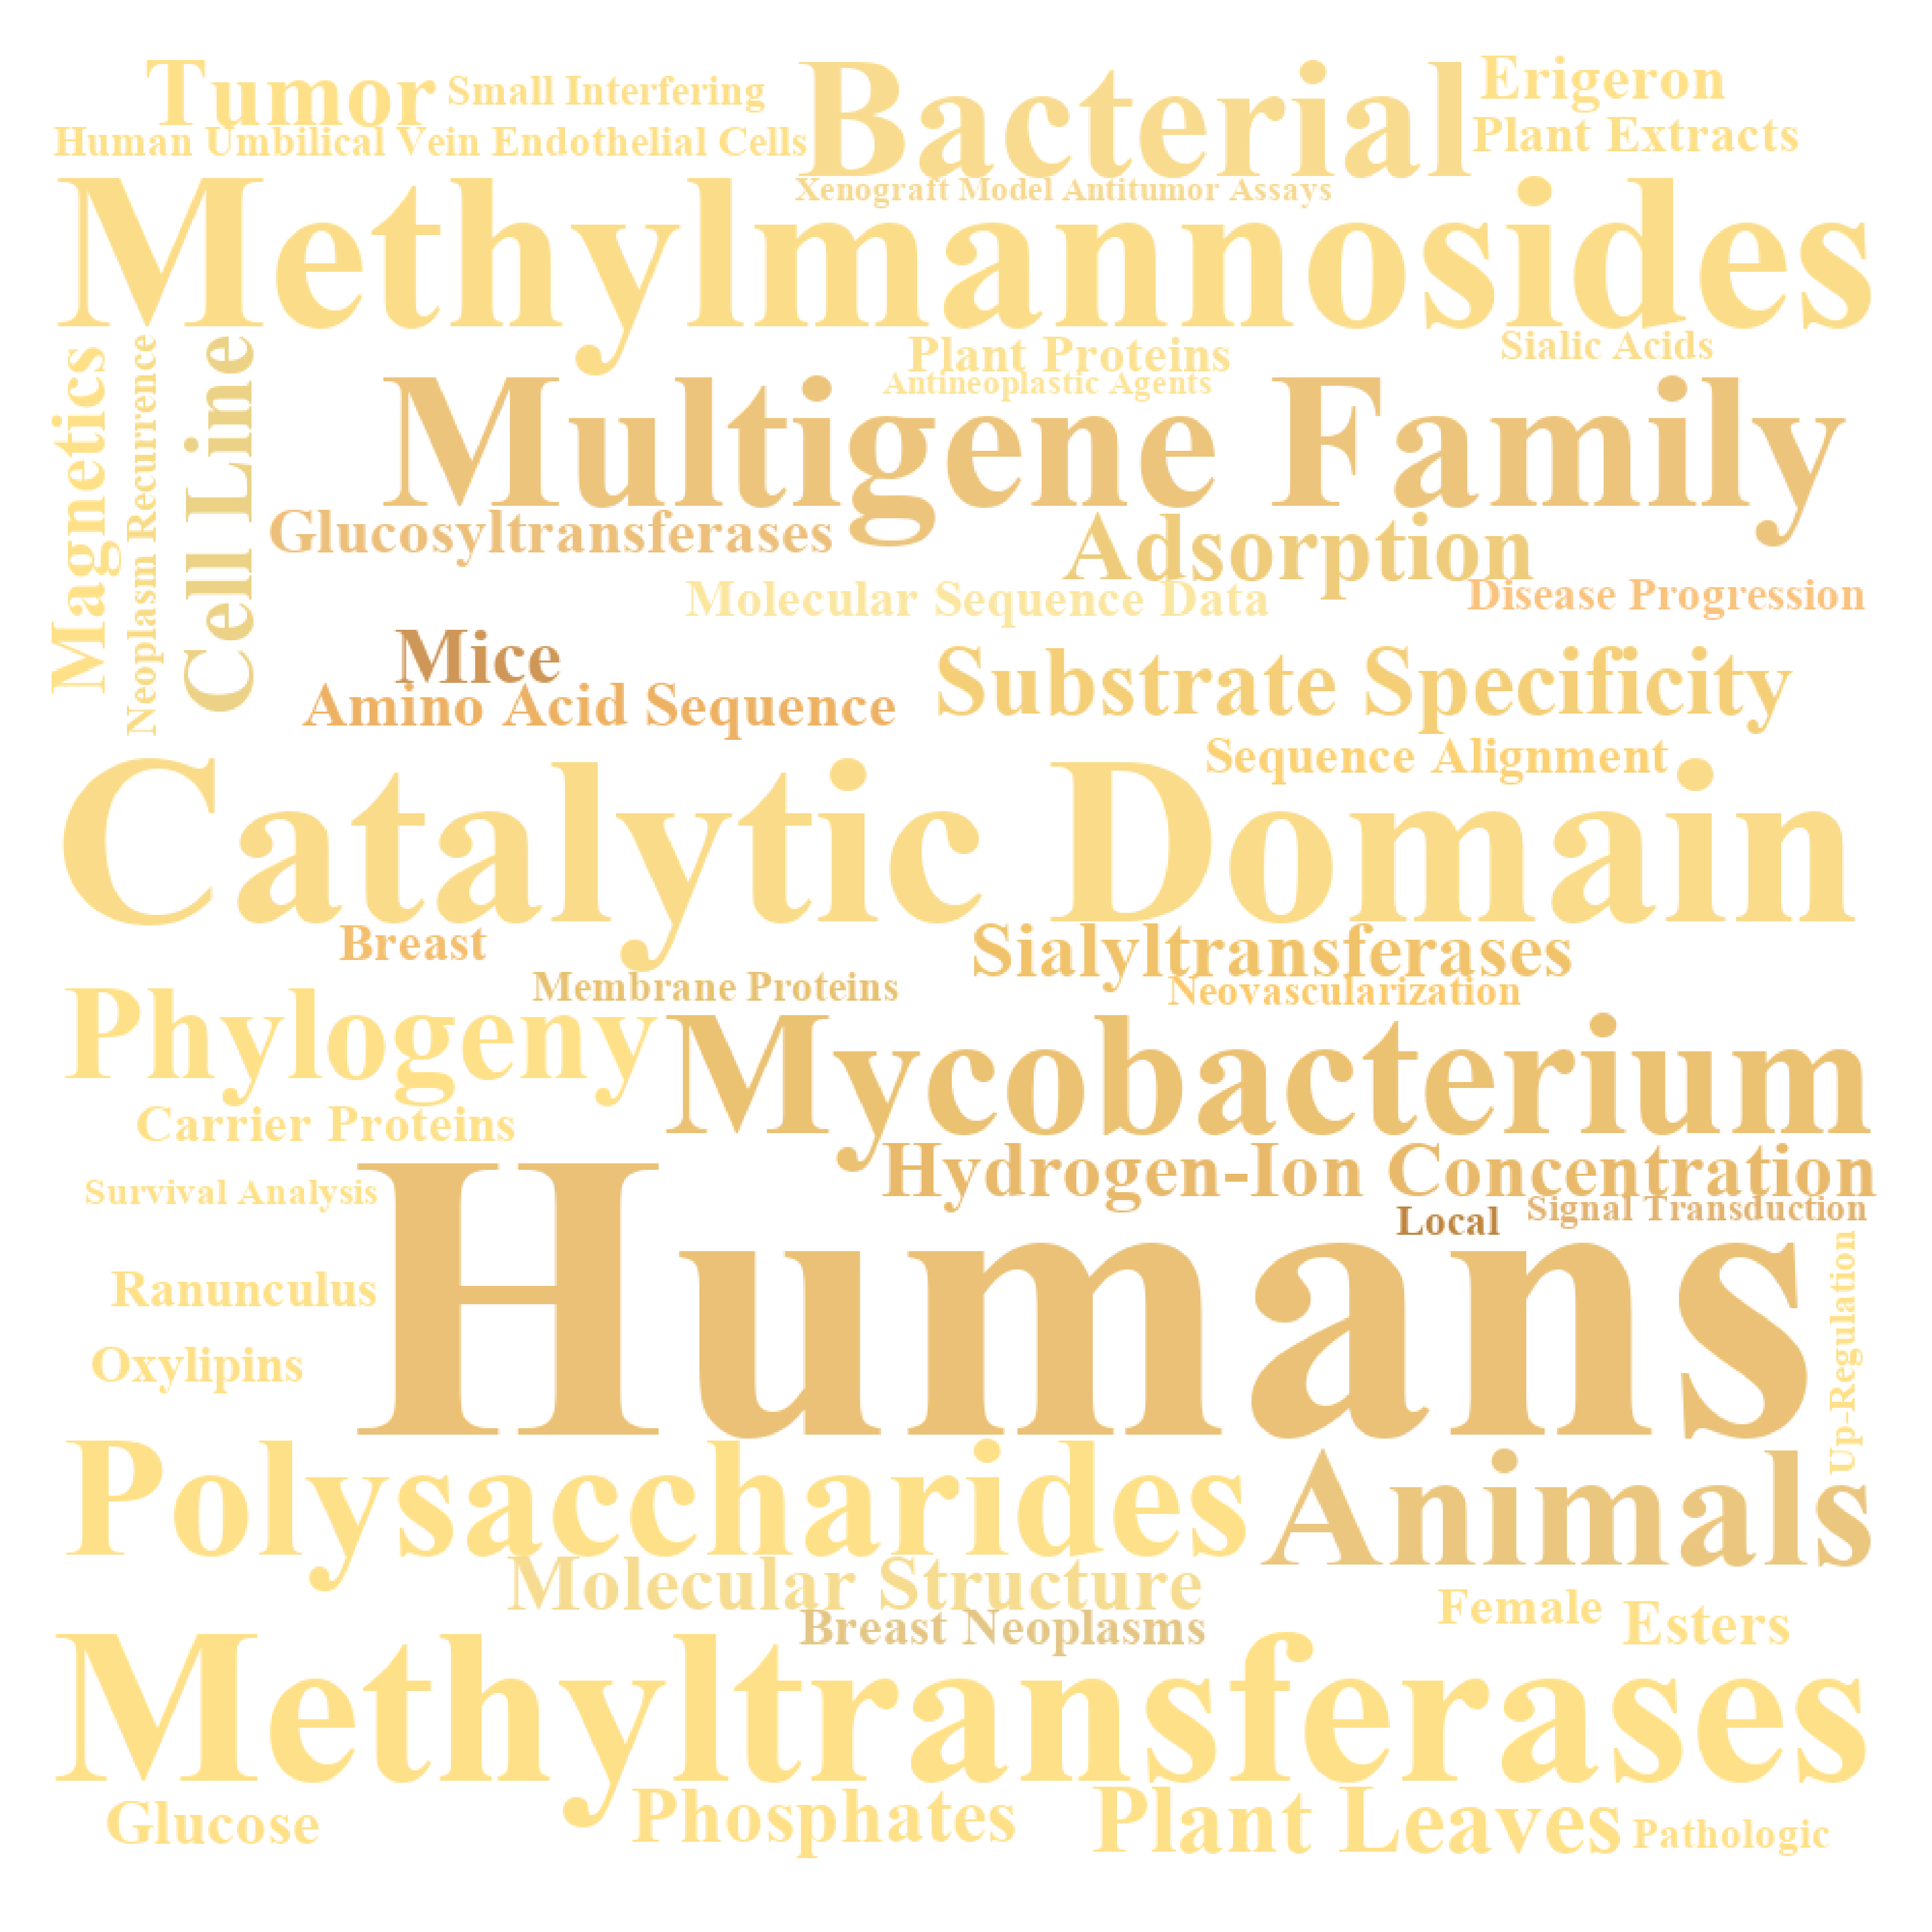 Tumor
Small Interfering
Bacterial
Erigeron
Human Umbilical Vein Endothelial Cells
Plant Extracts
Xenograft Model Antitumor Assays
Methylmannosides
Magnetics
Neoplasm Recurrence
Cell Line
Plant Proteins
Sialic Acids
Antineoplastic Agents
Multigene Family
Glucosyltransferases
Adsorption
Molecular Sequence Data
Disease Progression
Mice
Amino Acid Sequence
Substrate Specificity
Sequence Alignment
Catalytic Domain
Breast
Sialyltransferases
Membrane Proteins
Neovascularization
Phylogeny
Mycobacterium
Carrier Proteins
Hydrogen-Ion Concentration
Survival Analysis
Local
Signal Transduction
Humans
Ranunculus
Up-Regulation
Oxylipins
Polysaccharides
Animals
Molecular Structure
Female
Esters
Breast Neoplasms
Methyltransferases
Glucose
Phosphates
Plant Leaves
Pathologic